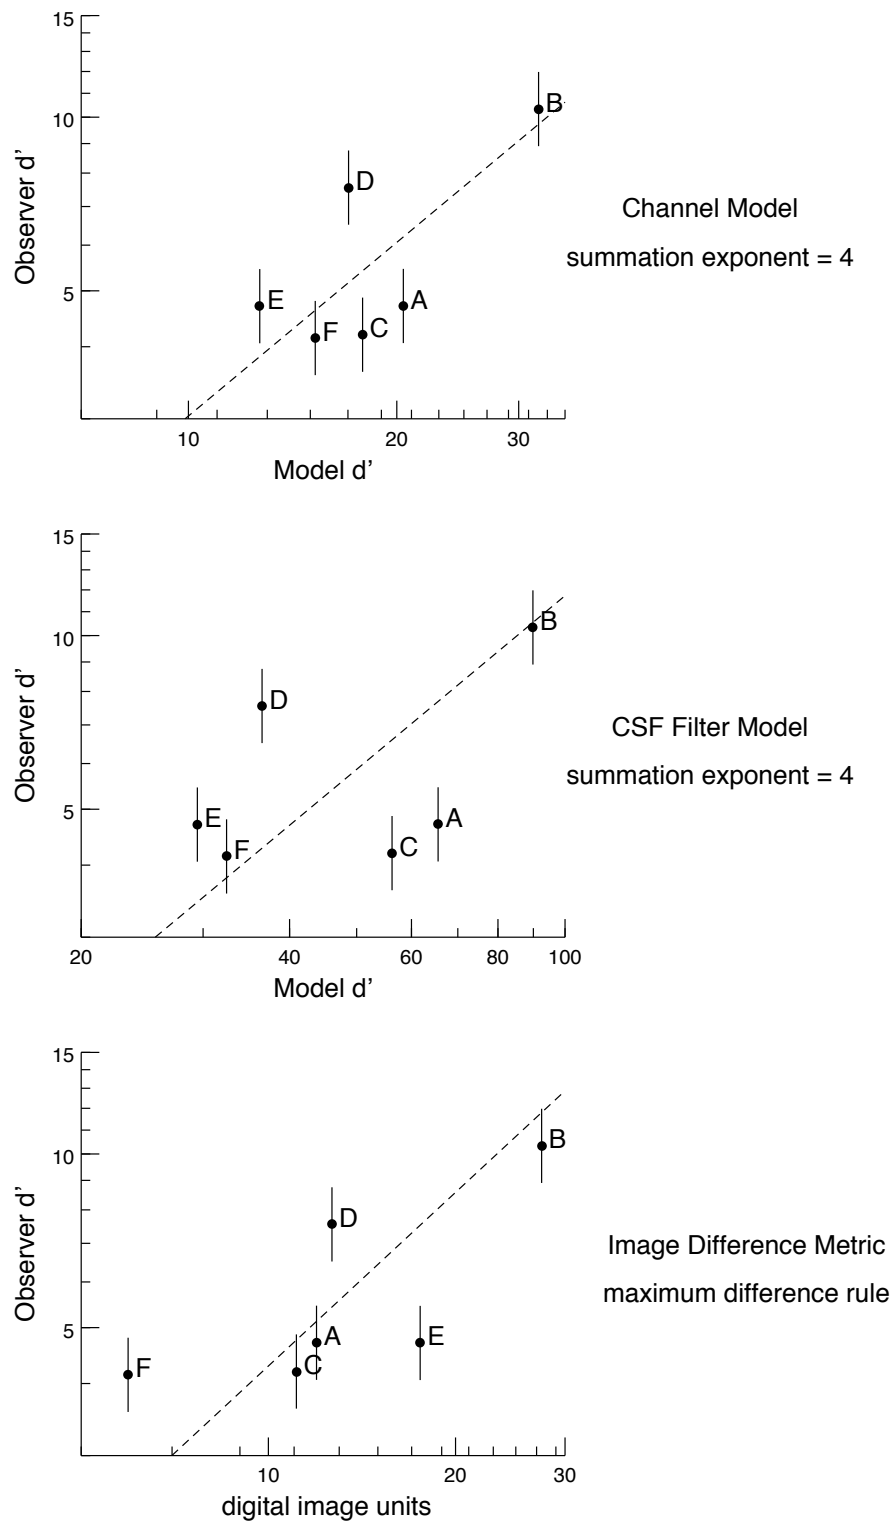 15
10
5
Observer d’
B
D
E
A
F
C
10
20
30
Model d’
Channel Model
summation exponent = 4
15
10
5
Observer d’
B
D
E
A
F
C
20
40
60
80
100
Model d’
CSF Filter Model
summation exponent = 4
15
10
5
Observer d’
B
D
A
E
F
C
10
20
30
digital image units
Image Difference Metric
maximum difference rule